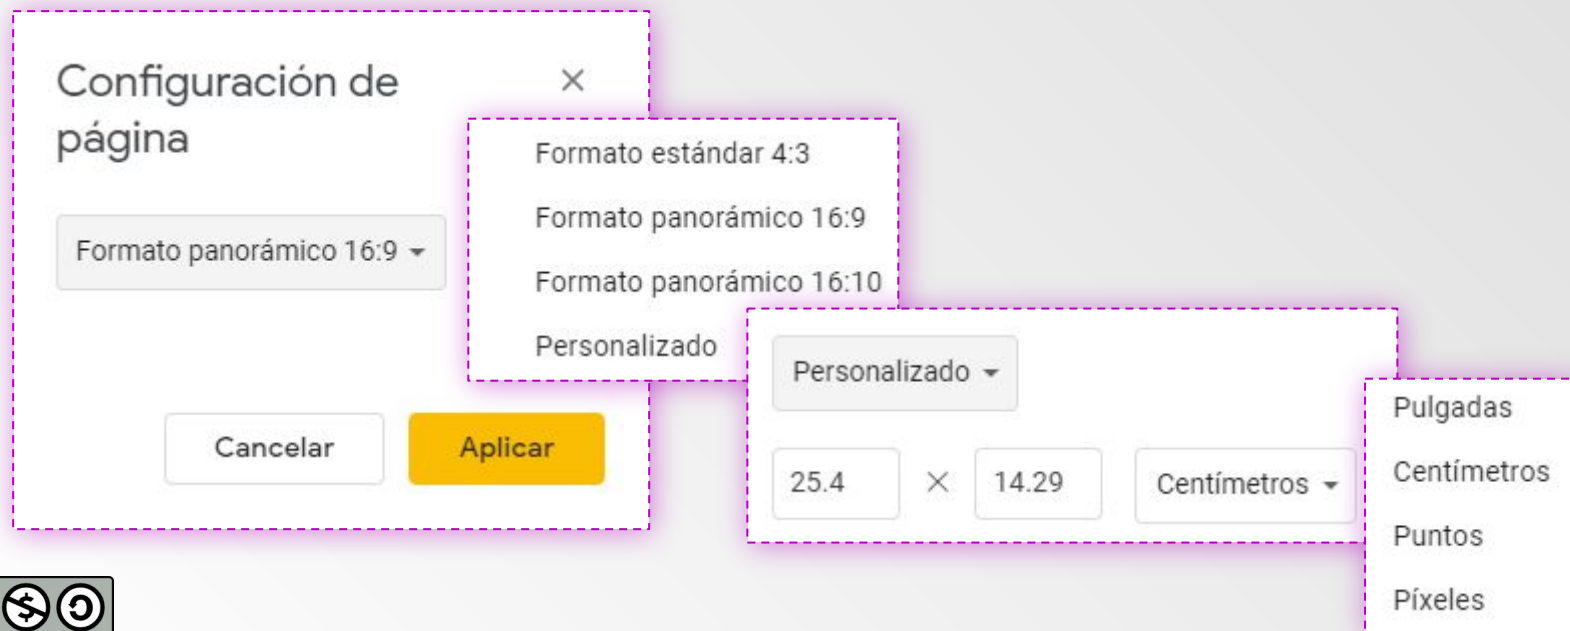 Configuración de
página
×
Formato panorámico 16:9
Cancelar
Aplicar
Formato estándar 4:3
Formato panorámico 16:9
Formato panorámico 16:10
Personalizado
Personalizado
25.4 × 14.29 Centímetros
Pulgadas
Centímetros
Puntos
Píxeles